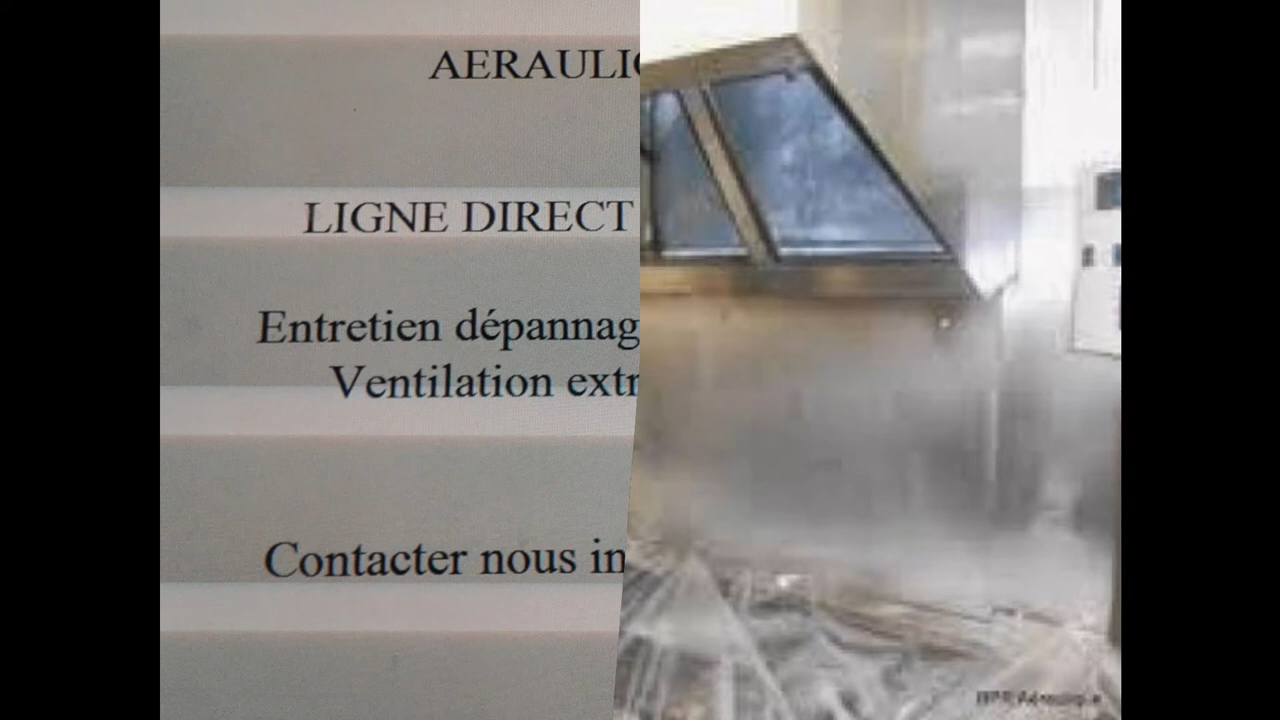 AERAULI
LIGNE DIRECT
Entretien dépannag
Ventilation extr
Contacter nous in